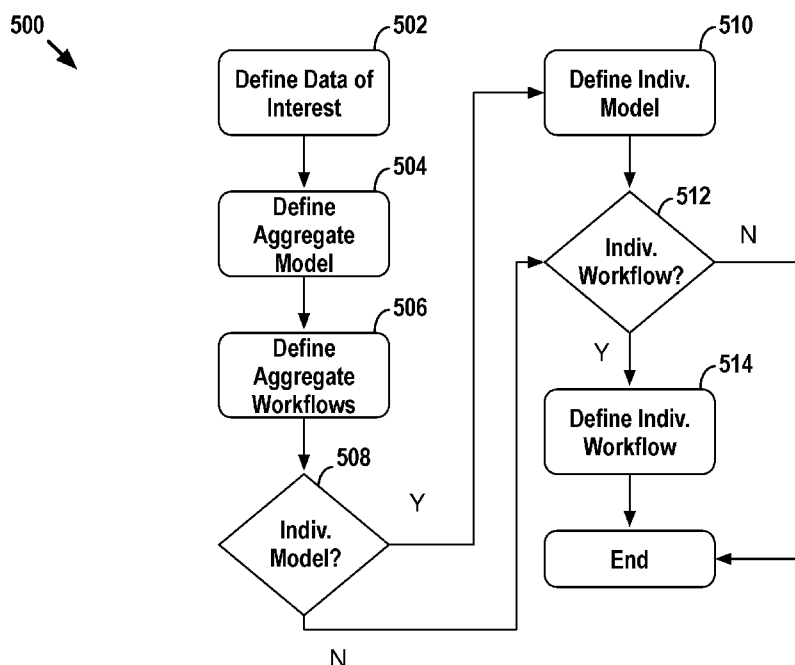 500
502
Define Data of
Interest
504
Define
Aggregate
Model
506
Define
Aggregate
Workflows
508
Indiv.
Model?
Y
N
510
Define Indiv.
Model
512
Indiv.
Workflow?
N
Y
514
Define Indiv.
Workflow
End